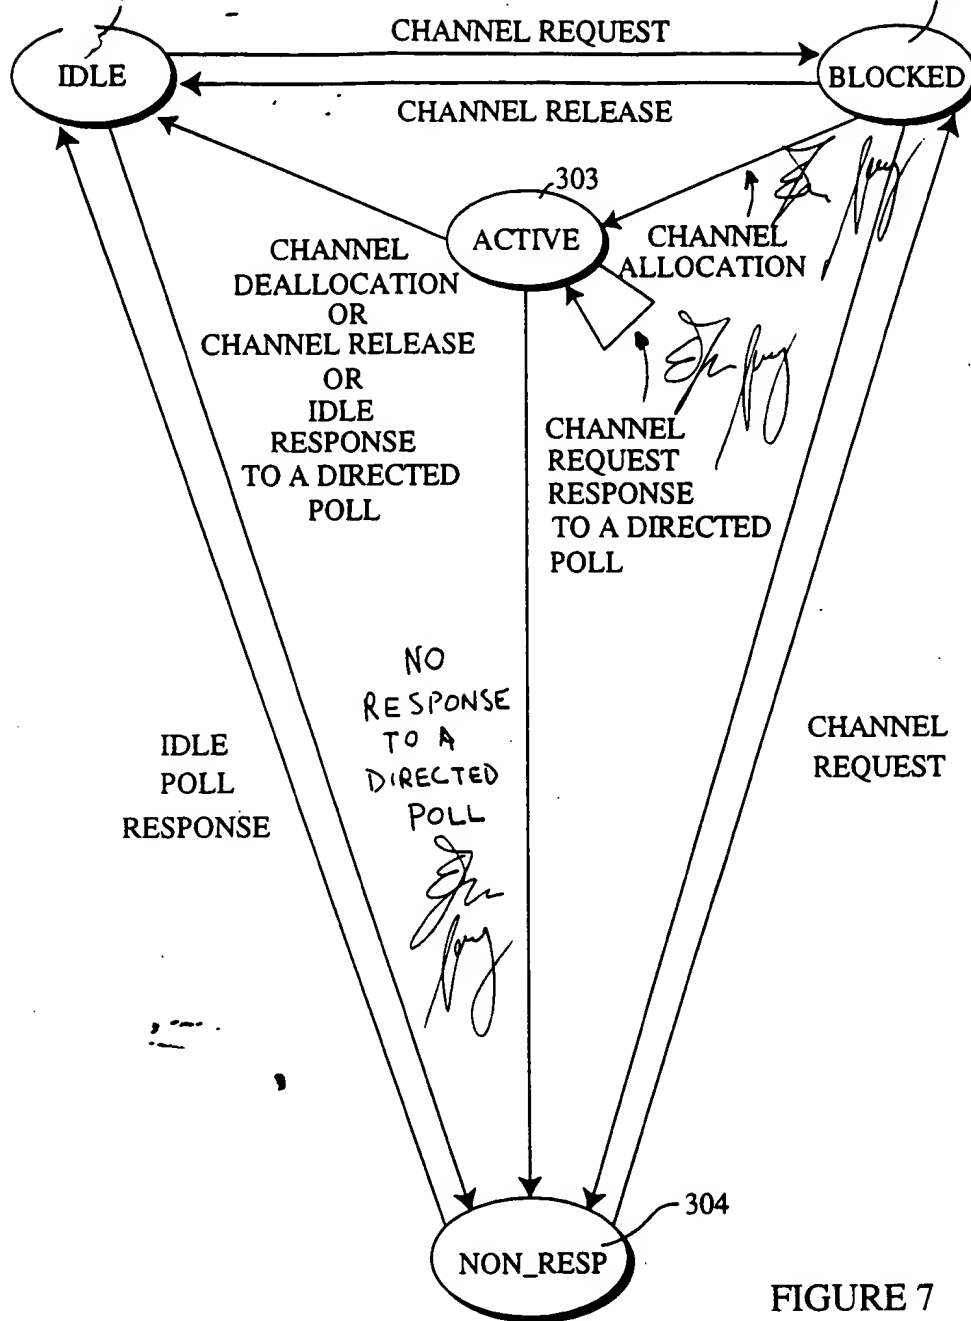 CHANNEL REQUEST
IDLE
BLOCKED
CHANNEL RELEASE
303
ACTIVE
CHANNEL
ALLOCATION
CHANNEL
DEALLOCATION
OR
CHANNEL RELEASE
OR
IDLE
RESPONSE
TO A DIRECTED
POLL
CHANNEL
REQUEST
RESPONSE
TO A DIRECTED
POLL
NO
RESPONSE
TO A
DIRECTED
POLL
IDLE
POLL
RESPONSE
CHANNEL
REQUEST
304
NON_RESP
FIGURE 7